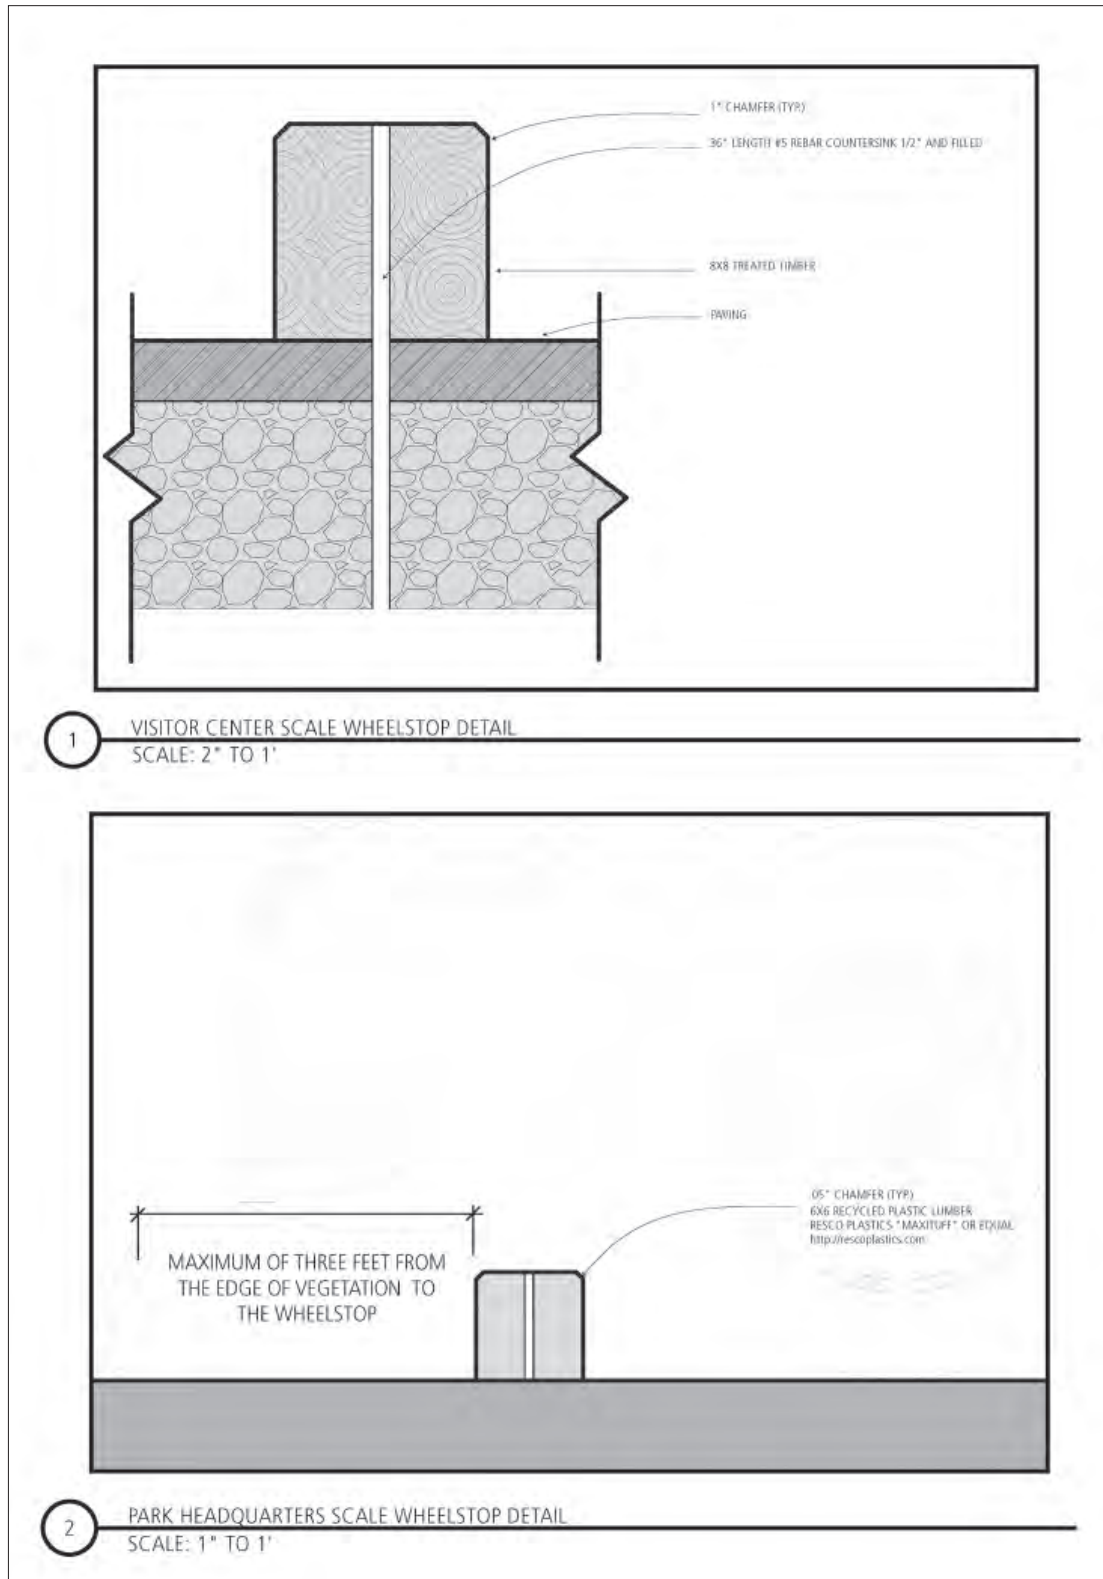 1" CHAMFER (TYP.)
36" LENGTH #5 REBAR COUNTERSINK 1/2" AND FILLED
8X8 TREATED TIMBER
PAVING
1
VISITOR CENTER SCALE WHEELSTOP DETAIL
SCALE: 2" TO 1'
MAXIMUM OF THREE FEET FROM
THE EDGE OF VEGETATION TO
THE WHEELSTOP
05" CHAMFER (TYP.)
6X6 RECYCLED PLASTIC LUMBER
RESCO PLASTICS "MAXITUFF" OR EQUAL
http://rescoplastics.com
2
PARK HEADQUARTERS SCALE WHEELSTOP DETAIL
SCALE: 1" TO 1'